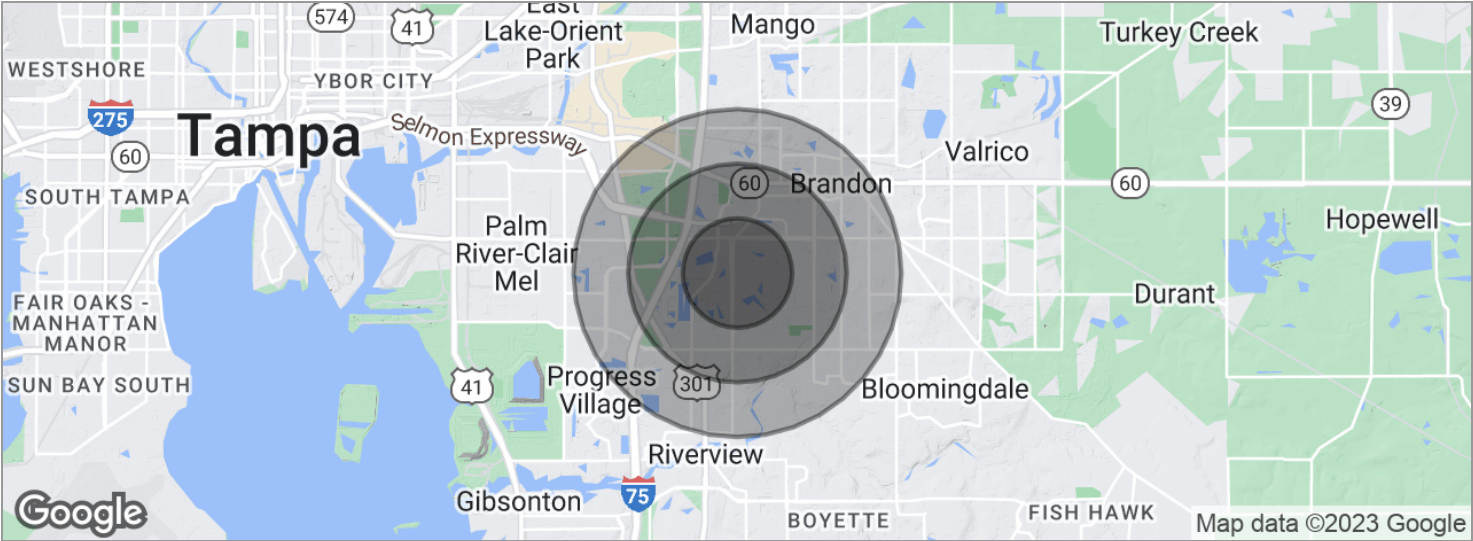 574
41
East
Lake-Orient
Park
Mango
Turkey Creek
WESTSHORE
YBOR CITY
275
39
Tampa
Selmon Expressway
60
Valrico
60
Brandon
60
SOUTH TAMPA
Palm
River-Clair
Mel
Hopewell
FAIR OAKS -
MANHATTAN
MANOR
Durant
SUN BAY SOUTH
41
Progress
Village
301
Bloomingdale
Riverview
75
Gibsonton
Google
BOYETTE
FISH HAWK
Map data ©2023 Google